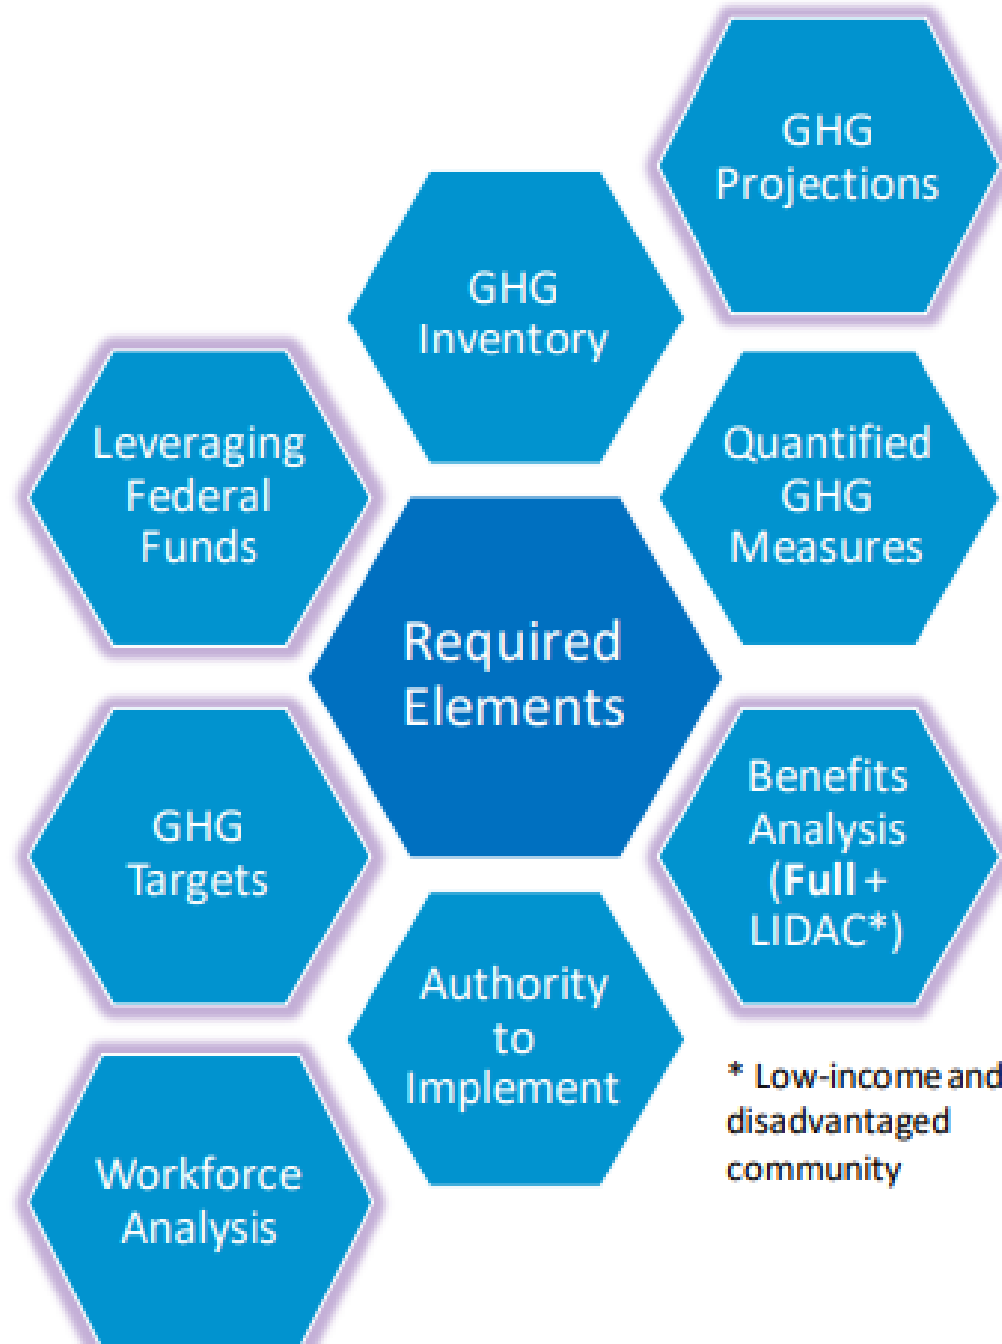 GHG
Projections
GHG
Inventory
Leveraging
Federal
Funds
Quantified
GHG
Measures
Required
Elements
GHG
Targets
Benefits
Analysis
(Full +
LIDAC*)
Authority
to
Implement
* Low-income and
disadvantaged
community
Workforce
Analysis